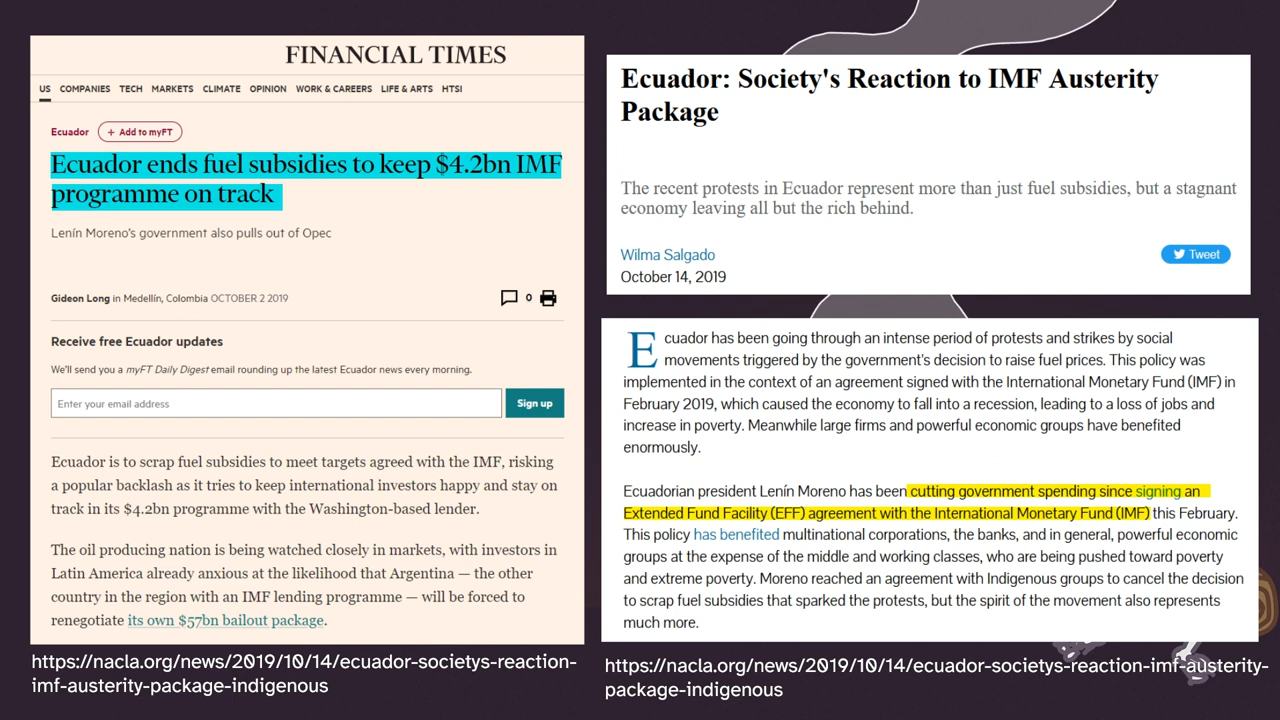 FINANCIAL TIMES
US COMPANIES TECH MARKETS CLIMATE OPINION WORK & CAREERS LIFE & ARTS HTSI
Ecuador + Add to myFT
Ecuador ends fuel subsidies to keep $4.2bn IMF
programme on track
Lenín Moreno's government also pulls out of Opec
Gideon Long in Medellín, Colombia OCTOBER 2 2019
0
Receive free Ecuador updates
We'll send you a myFT Daily Digest email rounding up the latest Ecuador news every morning.
Enter your email address
Sign up
Ecuador is to scrap fuel subsidies to meet targets agreed with the IMF, risking
a popular backlash as it tries to keep international investors happy and stay on
track in its $4.2bn programme with the Washington-based lender.
The oil producing nation is being watched closely in markets, with investors in
Latin America already anxious at the likelihood that Argentina — the other
country in the region with an IMF lending programme — will be forced to
renegotiate its own $57bn bailout package.
https://nacla.org/news/2019/10/14/ecuador-societys-reaction-
imf-austerity-package-indigenous
Ecuador: Society's Reaction to IMF Austerity
Package
The recent protests in Ecuador represent more than just fuel subsidies, but a stagnant
economy leaving all but the rich behind.
Wilma Salgado
Tweet
October 14, 2019
Ecuador has been going through an intense period of protests and strikes by social
movements triggered by the government's decision to raise fuel prices. This policy was
implemented in the context of an agreement signed with the International Monetary Fund (IMF) in
February 2019, which caused the economy to fall into a recession, leading to a loss of jobs and
increase in poverty. Meanwhile large firms and powerful economic groups have benefited
enormously.
Ecuadorian president Lenín Moreno has been cutting government spending since signing an
Extended Fund Facility (EFF) agreement with the International Monetary Fund (IMF) this February.
This policy has benefited multinational corporations, the banks, and in general, powerful economic
groups at the expense of the middle and working classes, who are being pushed toward poverty
and extreme poverty. Moreno reached an agreement with Indigenous groups to cancel the decision
to scrap fuel subsidies that sparked the protests, but the spirit of the movement also represents
much more.
https://nacla.org/news/2019/10/14/ecuador-societys-reaction-imf-austerity-
package-indigenous